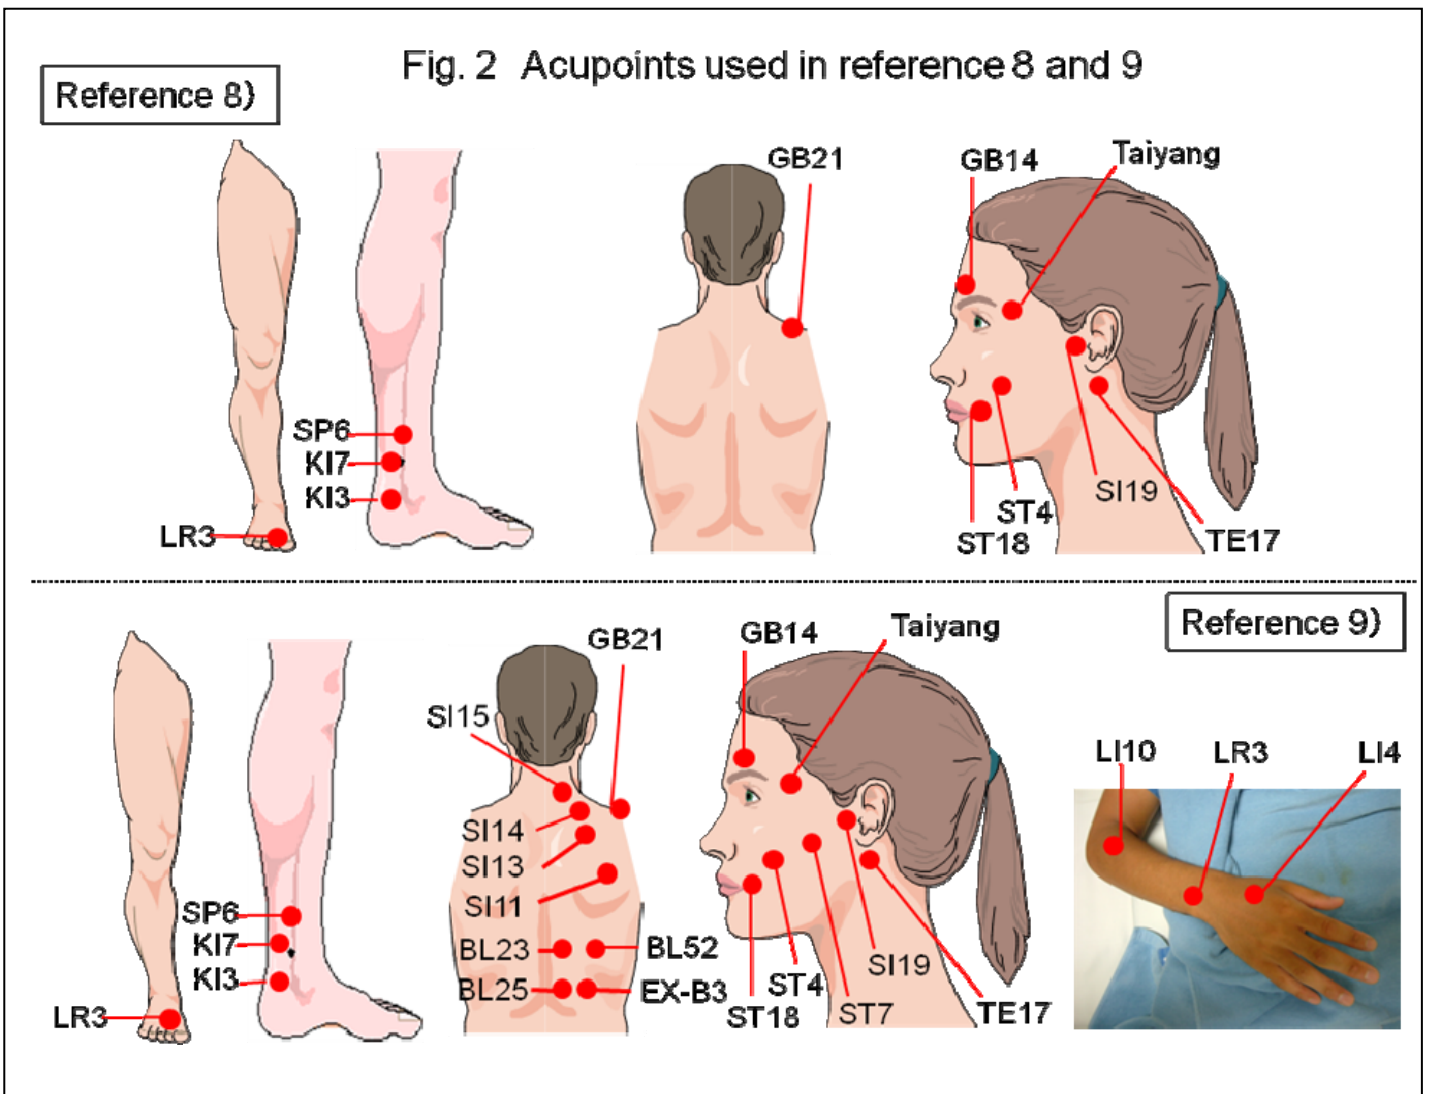 Fig. 2 Acupoints used in reference 8 and 9
Reference 8)
GB21
GB14
Taiyang
SP6
KI7
KI3
LR3
SI19
ST4
ST18
TE17
Reference 9)
GB21
GB14
Taiyang
SI15
LI10
LR3
LI4
SI14
SI13
SI11
SP6
KI7
KI3
LR3
BL23
BL52
BL25
EX-B3
SI19
ST4
ST18
ST7
TE17